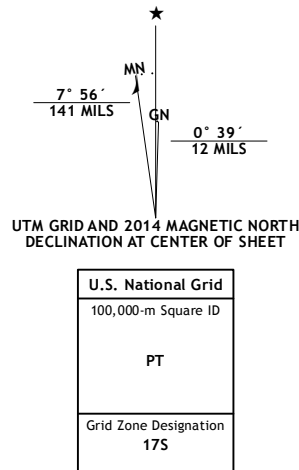 ★
MN
7° 56´
141 MILS
GN
0° 39´
12 MILS
UTM GRID AND 2014 MAGNETIC NORTH
DECLINATION AT CENTER OF SHEET
U.S. National Grid
100,000-m Square ID
PT
Grid Zone Designation
17S